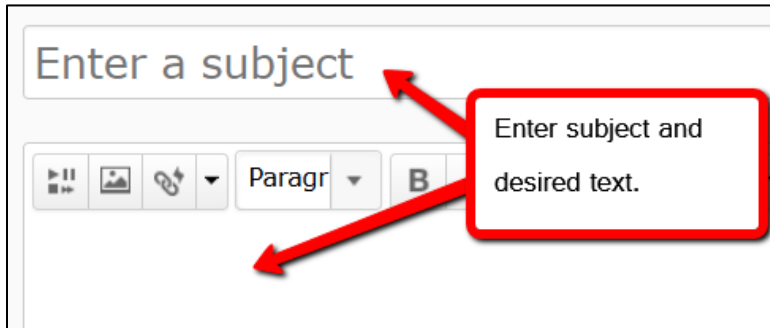 Enter a subject
Enter subject and
desired text.
Paragr
B